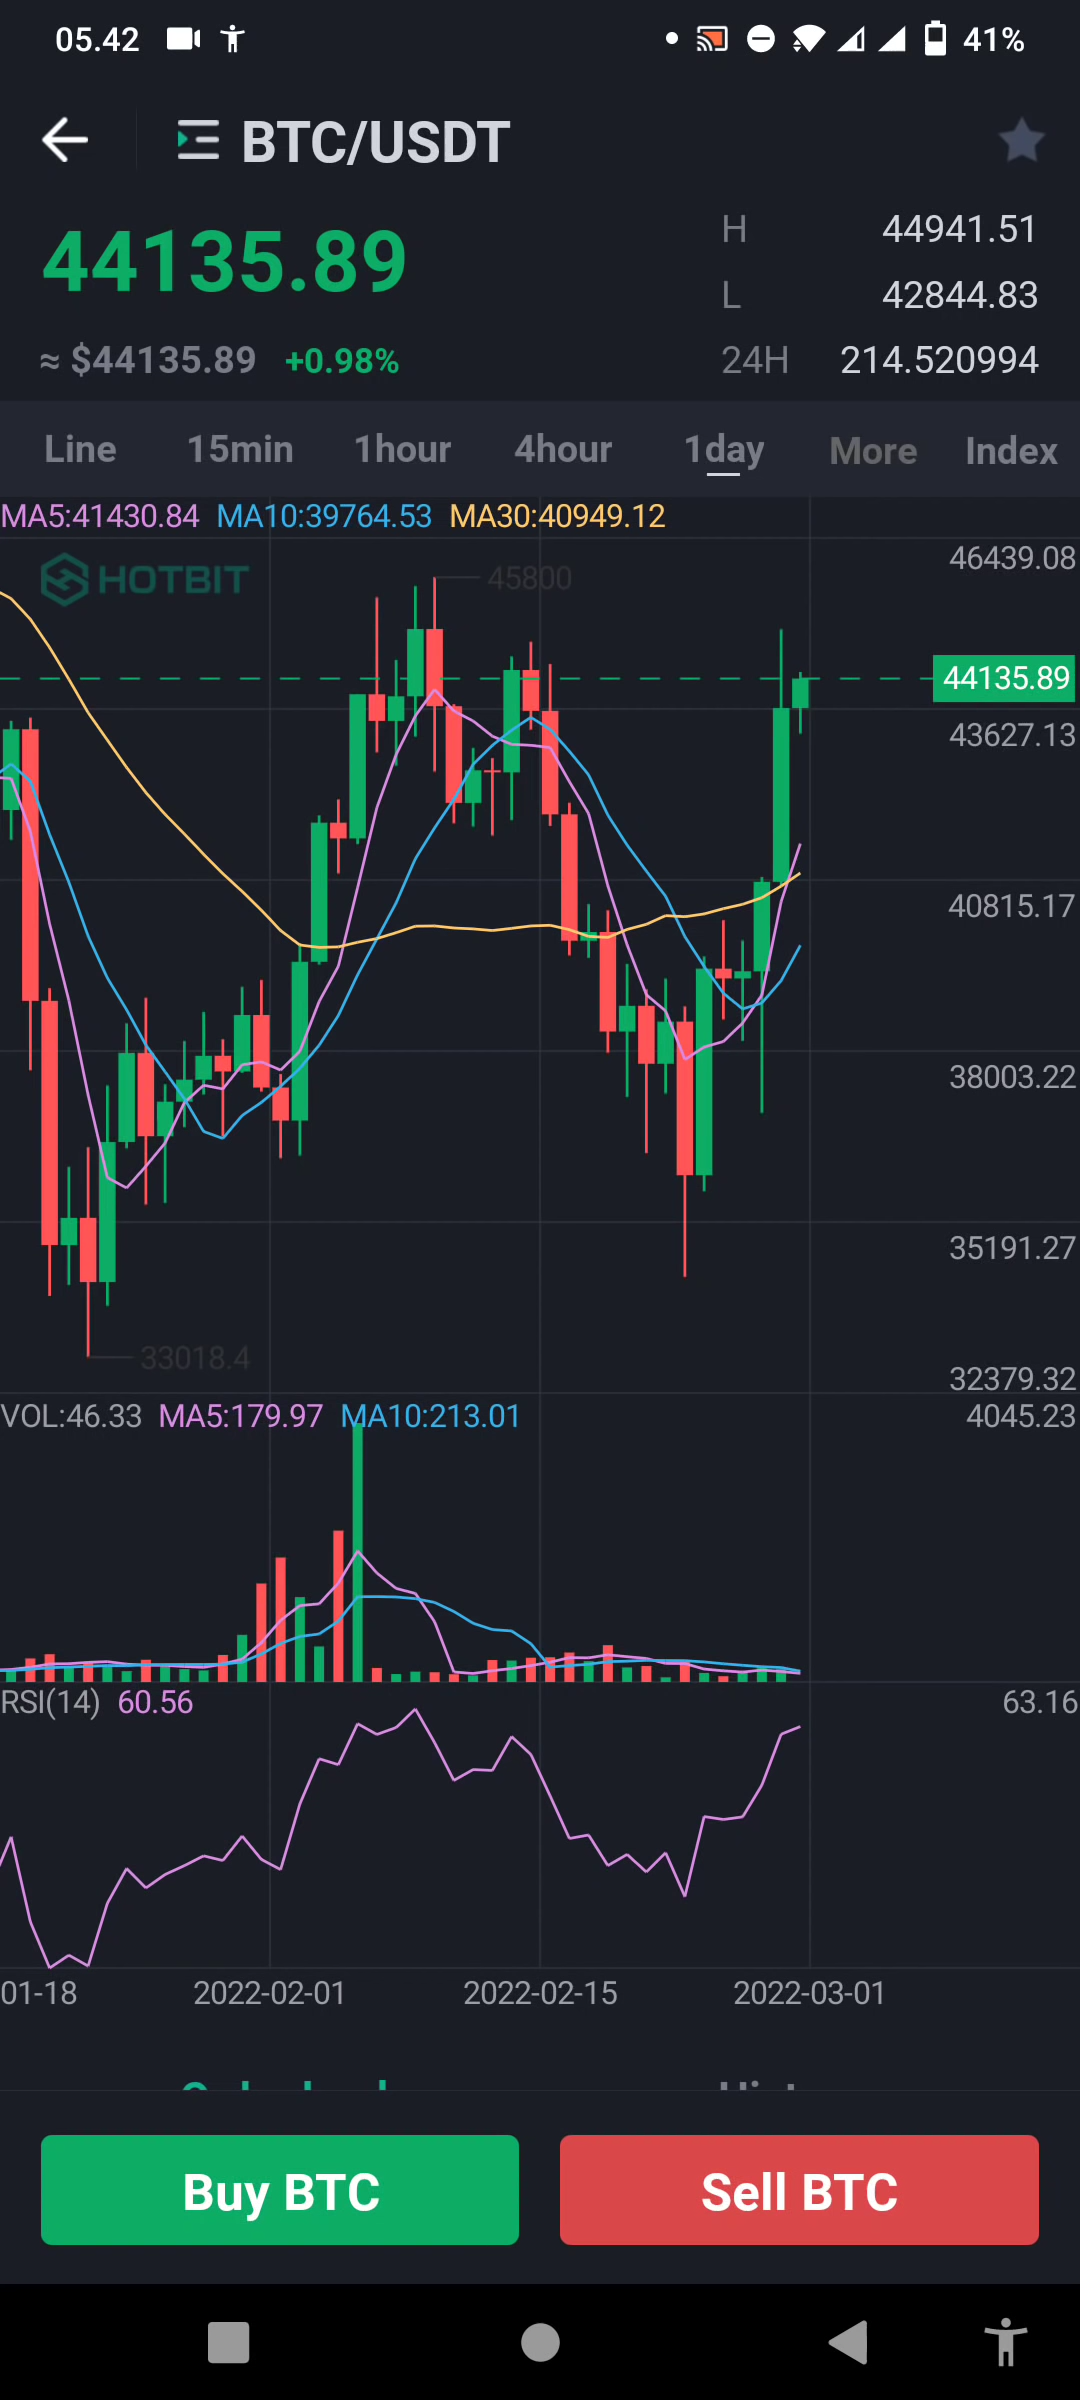 05.42 41%
BTC/USDT
44135.89
H 44941.51
L 42844.83
≈ $44135.89 +0.98%
24H 214.520994
Line 15min 1hour 4hour 1day More Index
MA5:41430.84 MA10:39764.53 MA30:40949.12
46439.08
HOTBIT
45800
44135.89
43627.13
40815.17
38003.22
35191.27
33018.4
32379.32
VOL:46.33 MA5:179.97 MA10:213.01 4045.23
RSI(14) 60.56 63.16
01-18 2022-02-01 2022-02-15 2022-03-01
Buy BTC Sell BTC